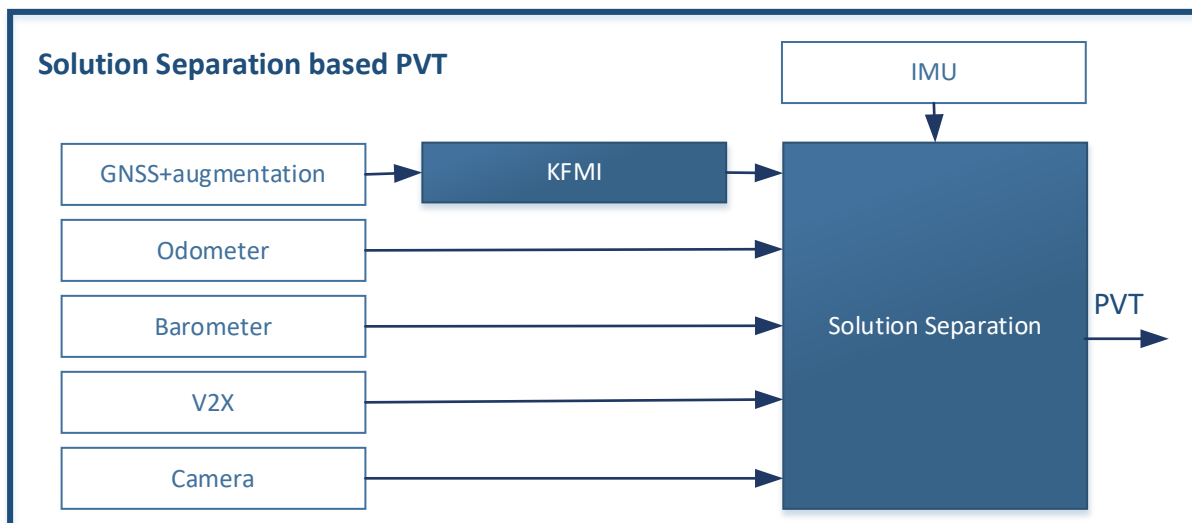 Solution Separation based PVT
IMU
GNSS+augmentation
KFMI
Odometer
Barometer
Solution Separation
PVT
V2X
Camera